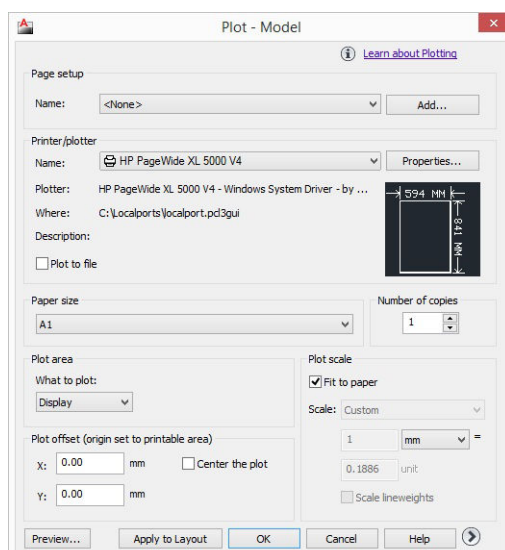 Plot - Model
Learn about Plotting
Page setup
Name: <None> Add...
Printer/plotter
Name: HP PageWide XL 5000 V4 Properties...
Plotter: HP PageWide XL 5000 V4 - Windows System Driver - by ...
Where: C:\Localports\localport.pcl3gui
Description:
Plot to file
594 MM
841 MM
Paper size
A1
Number of copies
1
Plot area
What to plot:
Display
Plot scale
Fit to paper
Scale: Custom
1 mm =
0.1886 unit
Scale lineweights
Plot offset (origin set to printable area)
X: 0.00 mm Center the plot
Y: 0.00 mm
Preview... Apply to Layout OK Cancel Help